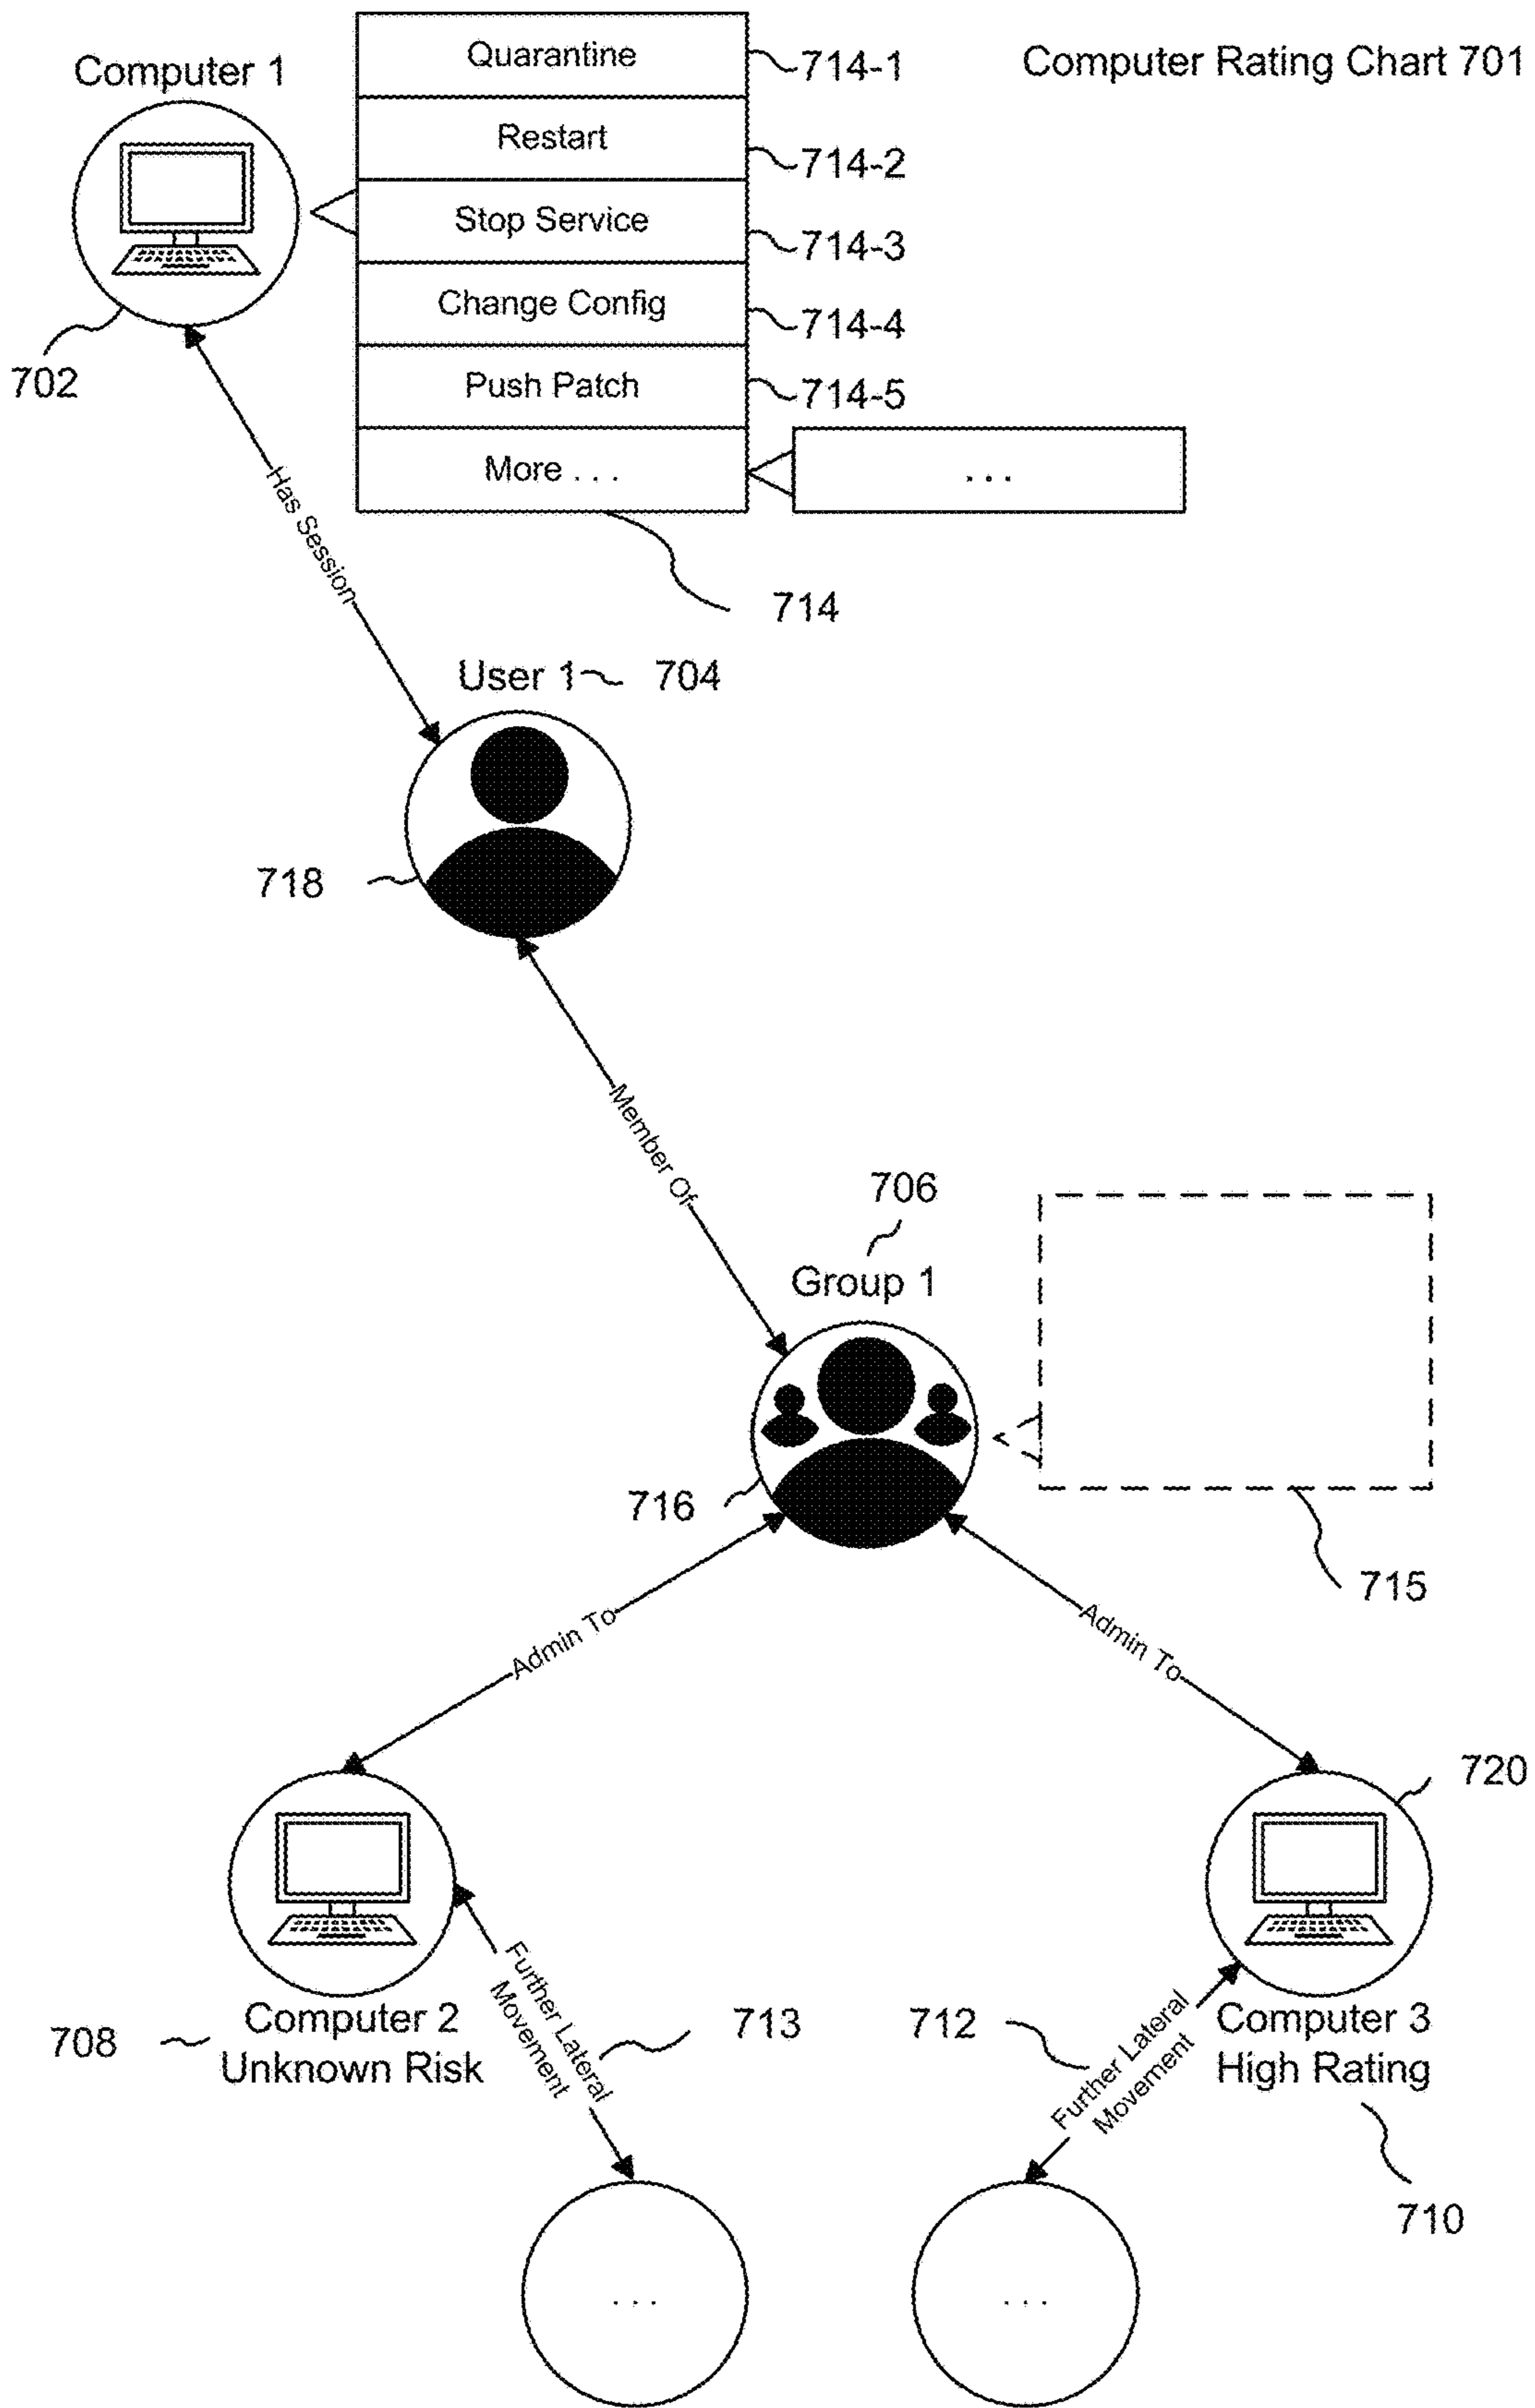 Computer Rating Chart 701
Computer 1
702
Quarantine
714-1
Restart
714-2
Stop Service
714-3
Change Config
714-4
Push Patch
714-5
More . . .
. . .
714
Has Session
User 1
704
718
Member Of
706
Group 1
716
715
Admin To
Admin To
720
Computer 2
Unknown Risk
708
Further Lateral
Movement
713
712
Further Lateral
Movement
Computer 3
High Rating
710
. . .
. . .